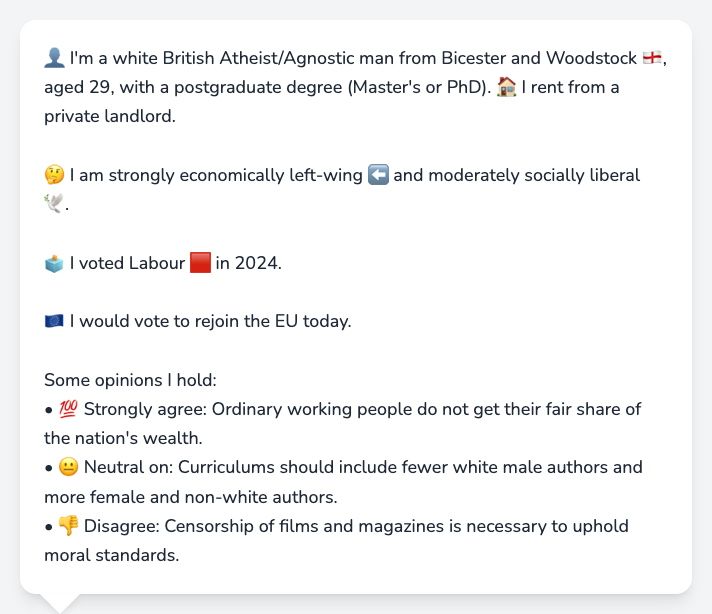 👤 I'm a white British Atheist/Agnostic man from Bicester and Woodstock 🏴󠁧󠁢󠁥󠁮󠁧󠁿,
aged 29, with a postgraduate degree (Master's or PhD). 🏠 I rent from a
private landlord.
🤔 I am strongly economically left-wing ⬅️ and moderately socially liberal
🕊️.
🗳️ I voted Labour 🟥 in 2024.
🇪🇺 I would vote to rejoin the EU today.
Some opinions I hold:
• 💯 Strongly agree: Ordinary working people do not get their fair share of
the nation's wealth.
• 😐 Neutral on: Curriculums should include fewer white male authors and
more female and non-white authors.
• 👎 Disagree: Censorship of films and magazines is necessary to uphold
moral standards.